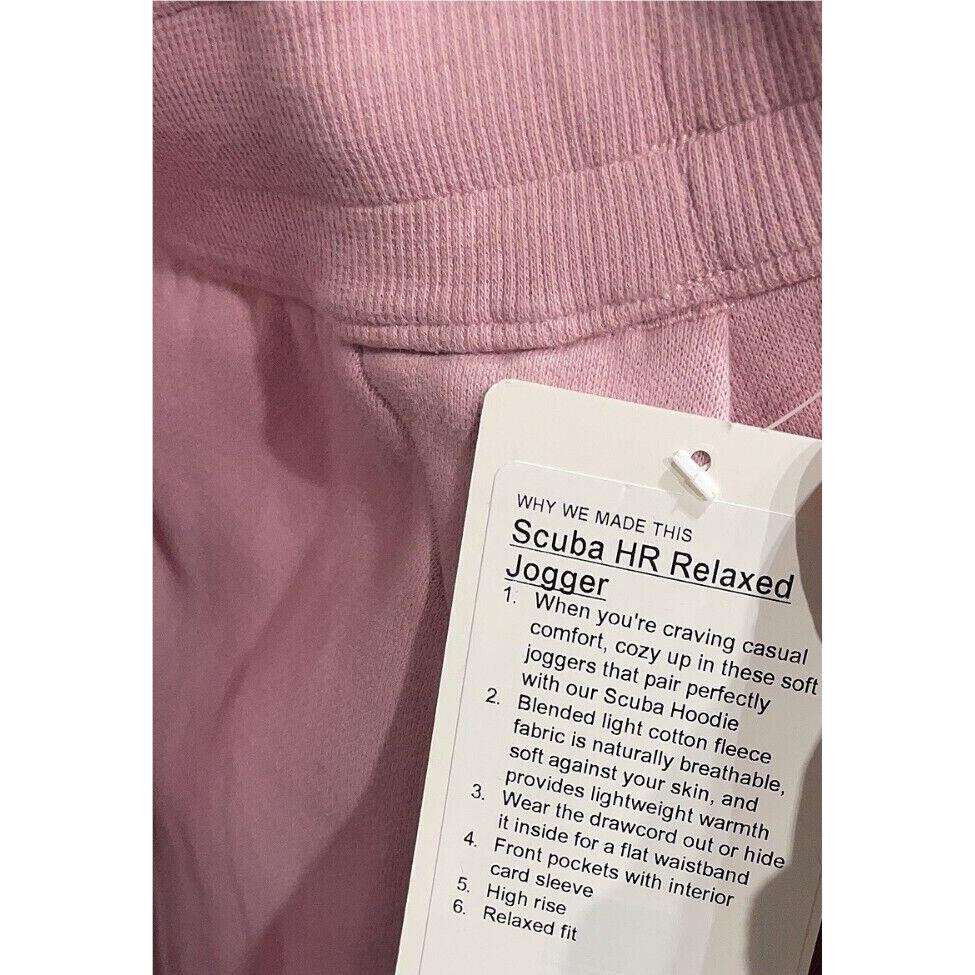 WHY WE MADE THIS
Scuba HR Relaxed
Jogger
1. When you're craving casual
comfort, cozy up in these soft
joggers that pair perfectly
with our Scuba Hoodie
2. Blended light cotton fleece
fabric is naturally breathable,
soft against your skin, and
provides lightweight warmth
3. Wear the drawcord out or hide
it inside for a flat waistband
4. Front pockets with interior
card sleeve
5. High rise
6. Relaxed fit